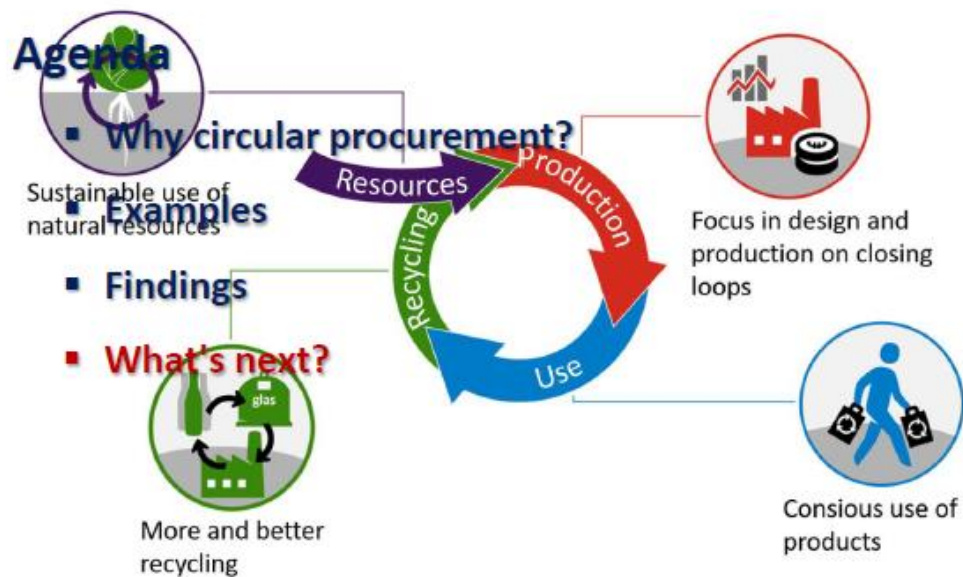 Agenda
▪ Why circular procurement?
▪ Examples
▪ Findings
▪ What's next?
Sustainable use of
natural resources
Resources
Production
Use
Recycling
Focus in design and
production on closing
loops
Consious use of
products
glas
More and better
recycling